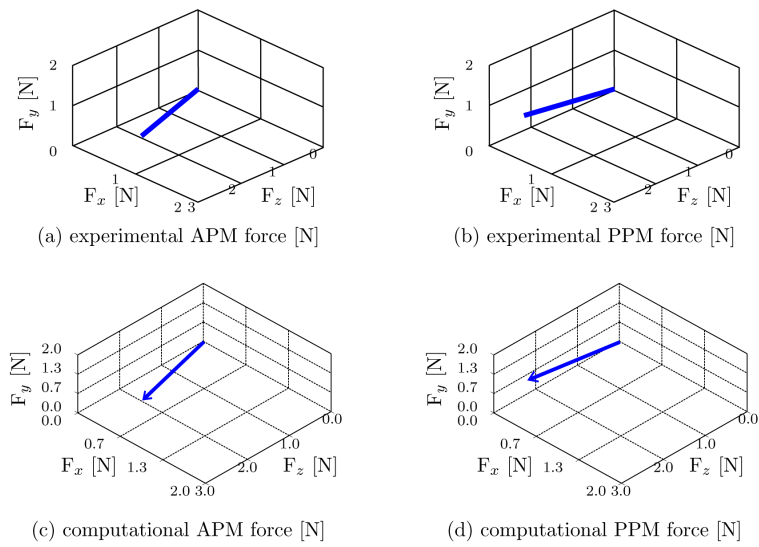 2
1
0
F_y [N]
1
2
3
F_x [N]
2
1
0
F_z [N]
(a) experimental APM force [N]
2
1
0
F_y [N]
1
2
3
F_x [N]
2
1
0
F_z [N]
(b) experimental PPM force [N]
2.0
1.3
0.7
0.0
0.0
F_y [N]
0.7
1.3
2.0
3.0
F_x [N]
2.0
1.0
0.0
F_z [N]
(c) computational APM force [N]
2.0
1.3
0.7
0.0
0.0
F_y [N]
0.7
1.3
2.0
3.0
F_x [N]
2.0
1.0
0.0
F_z [N]
(d) computational PPM force [N]